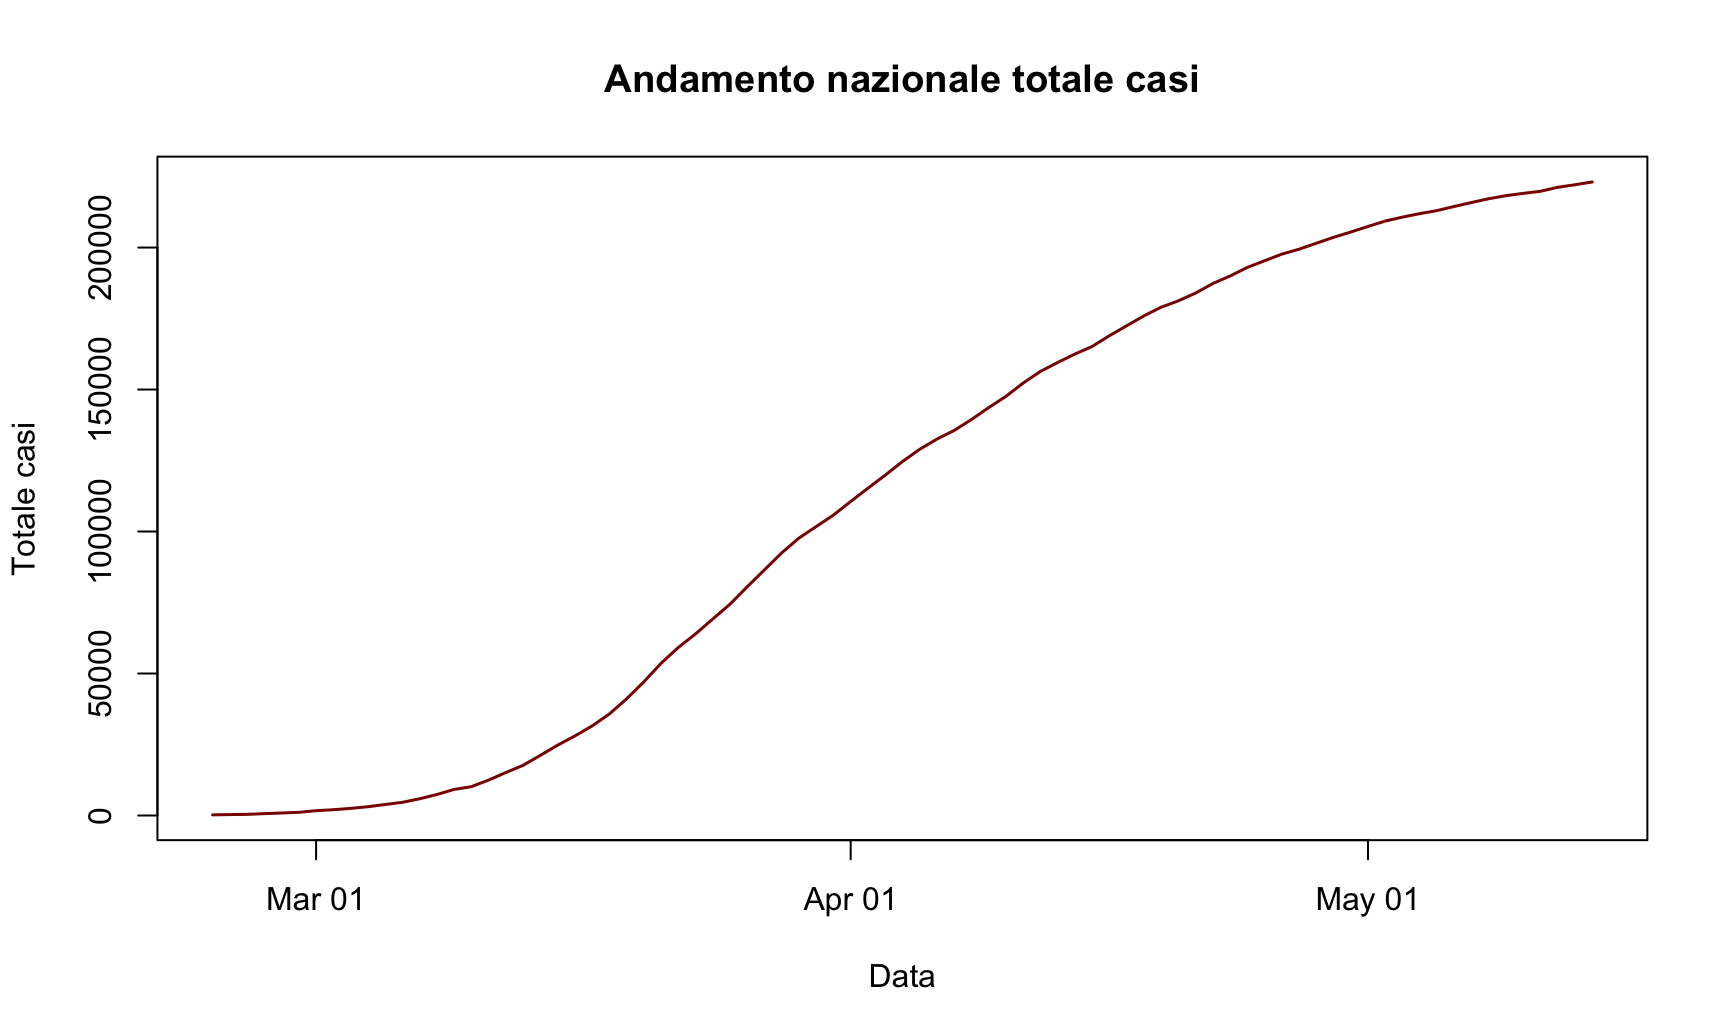 Andamento nazionale totale casi
Totale casi
200000
150000
100000
50000
0
Mar 01
Apr 01
May 01
Data